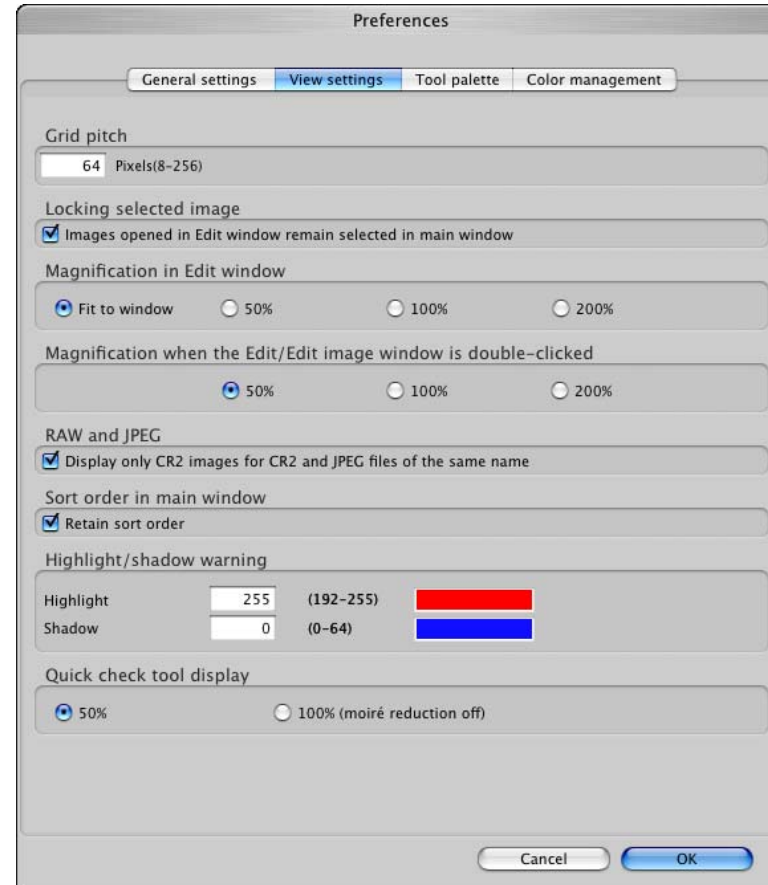 Preferences
General settings View settings Tool palette Color management
Grid pitch
64 Pixels(8-256)
Locking selected image
Images opened in Edit window remain selected in main window
Magnification in Edit window
Fit to window 50% 100% 200%
Magnification when the Edit/Edit image window is double-clicked
50% 100% 200%
RAW and JPEG
Display only CR2 images for CR2 and JPEG files of the same name
Sort order in main window
Retain sort order
Highlight/shadow warning
Highlight 255 (192-255)
Shadow 0 (0-64)
Quick check tool display
50% 100% (moiré reduction off)
Cancel OK